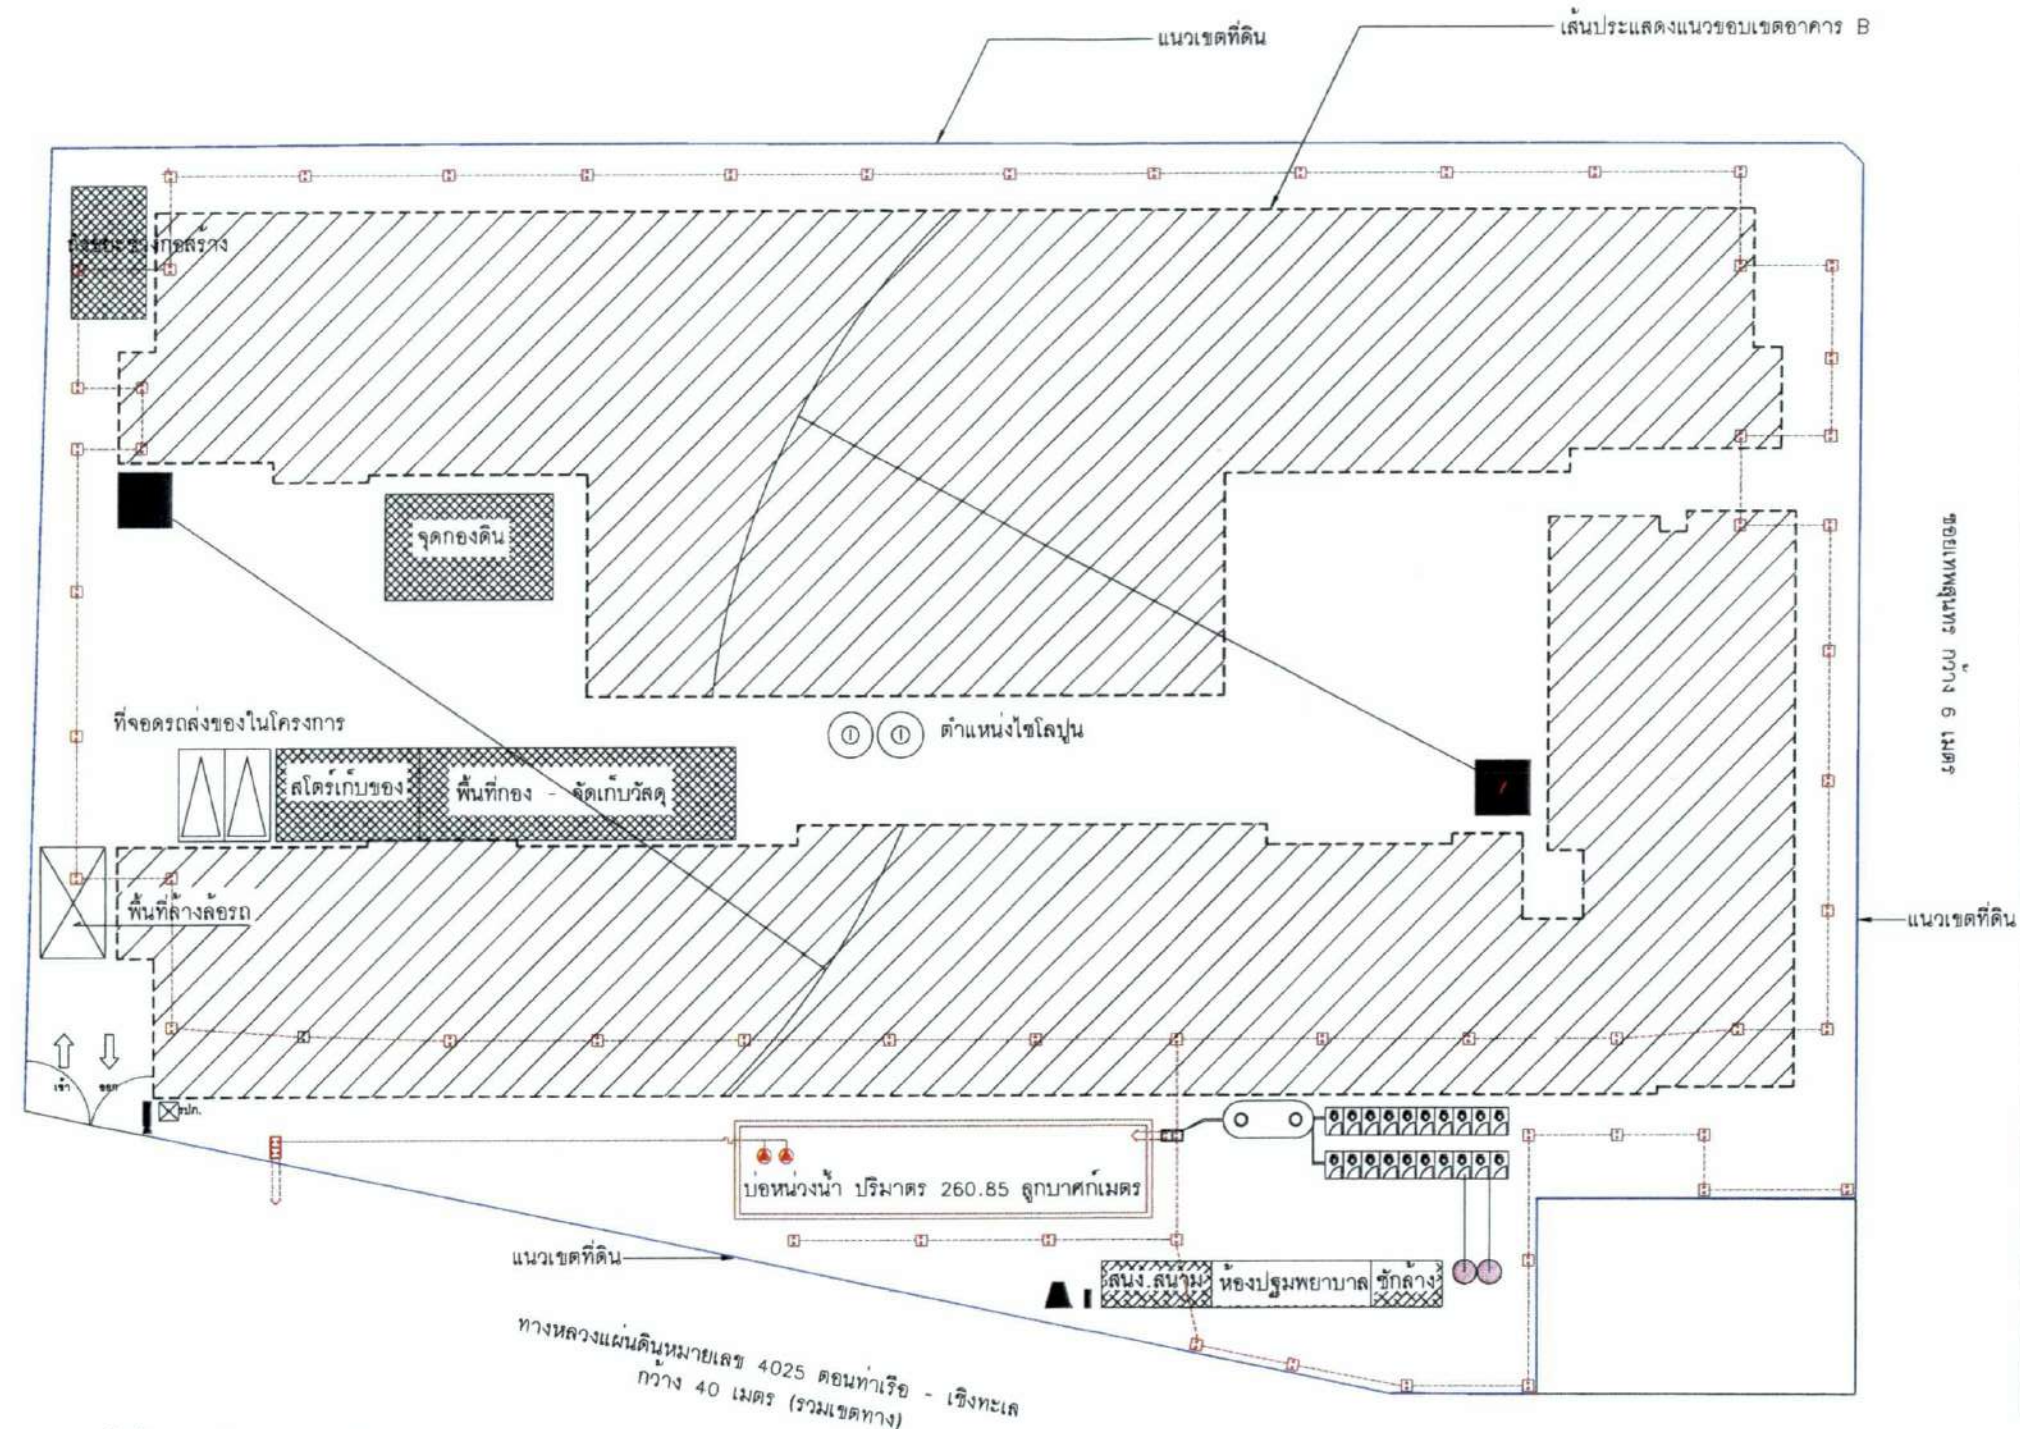 แนวเขตที่ดิน
เส้นประแสดงแนวขอบเขตอาคาร B
จุดกองดิน
ซอยเทพสุนทร กว้าง 6 เมตร
ที่จอดรถส่งของในโครงการ
ตำแหน่งไซโลปูน
สโตร์เก็บของ
พื้นที่กอง - จัดเก็บวัสดุ
พื้นที่ล้างล้อรถ
แนวเขตที่ดิน
เข้า
ออก
รปภ.
บ่อหน่วงน้ำ ปริมาตร 260.85 ลูกบาศก์เมตร
แนวเขตที่ดิน
สนง.สนาม
ห้องปฐมพยาบาล
ซักล้าง
ทางหลวงแผ่นดินหมายเลข 4025 ตอนท่าเรือ - เชิงทะเล
กว้าง 40 เมตร (รวมเขตทาง)